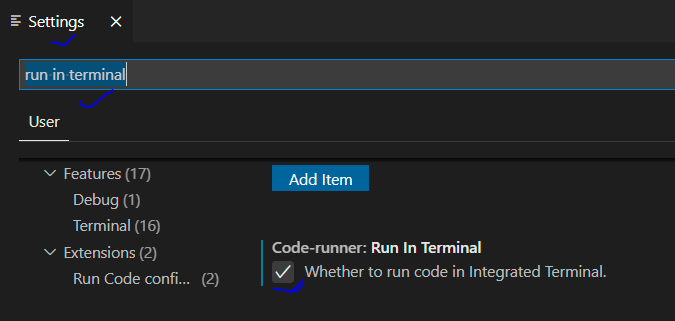 Settings
run in terminal
User
Features (17)
Debug (1)
Terminal (16)
Extensions (2)
Run Code confi... (2)
Add Item
Code-runner: Run In Terminal
Whether to run code in Integrated Terminal.